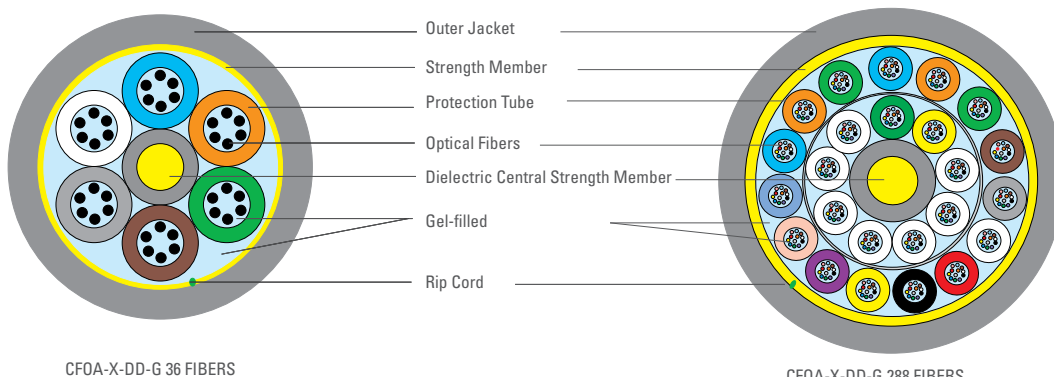 Outer Jacket
Strength Member
Protection Tube
Optical Fibers
Dielectric Central Strength Member
Gel-filled
Rip Cord
CFOA-X-DD-G 36 FIBERS
CFOA-X-DD-G 288 FIBERS